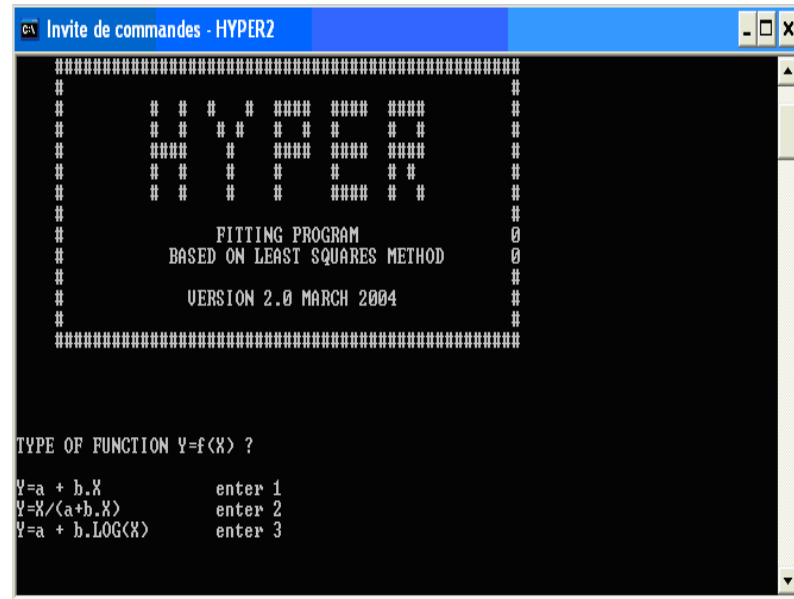 Invite de commandes - HYPER2
HYPER
FITTING PROGRAM
BASED ON LEAST SQUARES METHOD
VERSION 2.0 MARCH 2004
TYPE OF FUNCTION Y=f(X) ?
Y=a + b.X enter 1
Y=X/(a+b.X) enter 2
Y=a + b.LOG(X) enter 3